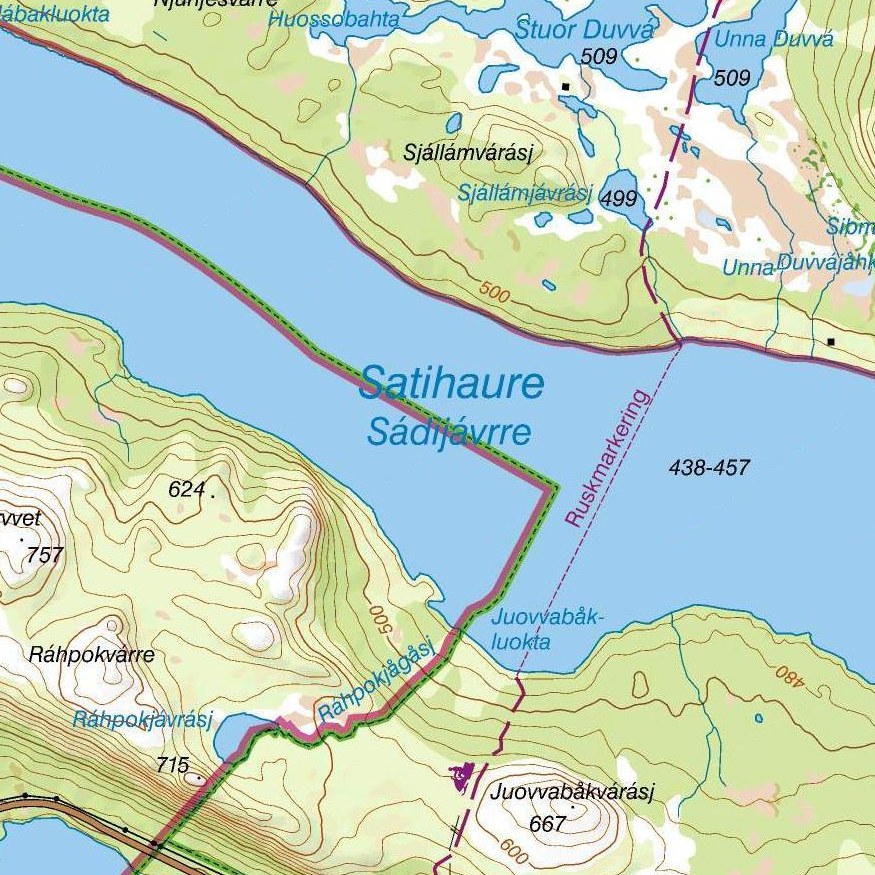 Huossobahta
Stuor Duvvá
509
Unna Duvvá
509
Sjállámvárásj
Sjállámjávrásj
499
Unna Duvvájåhk
500
Satihaure
Sádijávrre
Ruskmarkering
438-457
624
757
500
Juovvabåk-
luokta
Ráhpokvárre
Ráhpokjågåsj
480
Ráhpokjávrásj
715
Juovvabåkvárásj
667
600